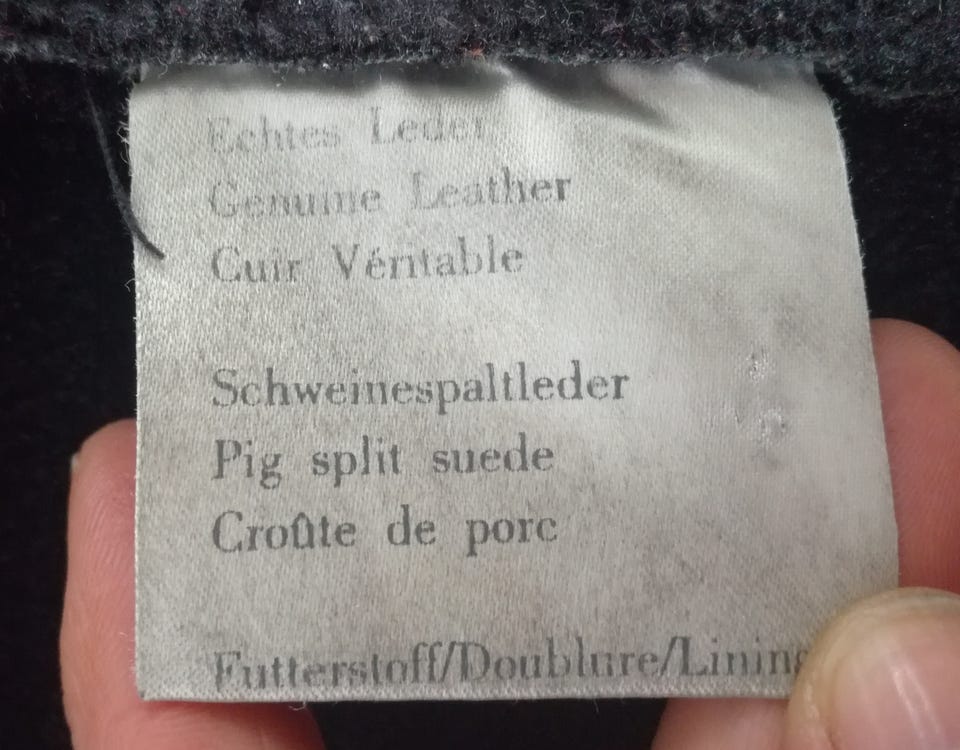 Echtes Leder
Genuine Leather
Cuir Véritable
Schweinespaltleder
Pig split suede
Croûte de porc
Futterstoff/Doublure/Lining